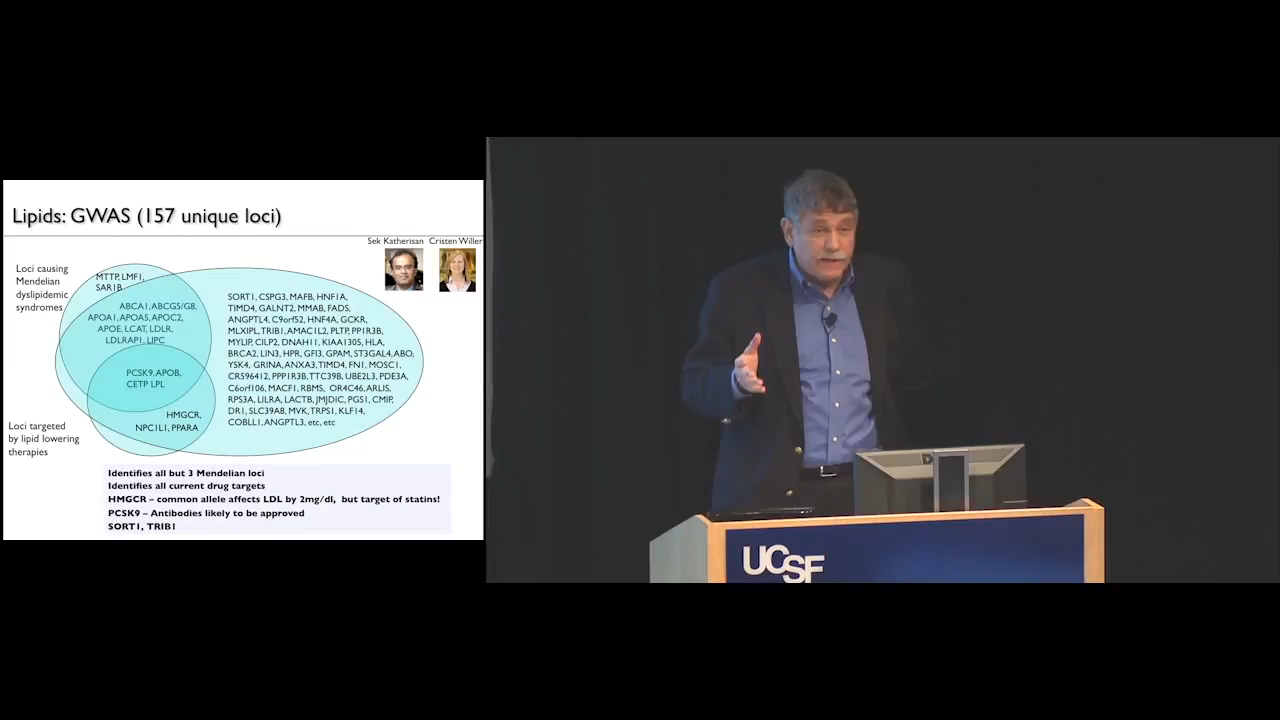 Lipids: GWAS (157 unique loci)
Sek Katherisan Cristen Willer
Loci causing
Mendelian
dyslipidemic
syndromes
MTTP, LMF1,
SAR1B
ABCA1, ABCG5/G8,
APOA1, APOA5, APOC2,
APOE, LCAT, LDLR,
LDLRAP1, LIPC
PCSK9, APOB,
CETP LPL
HMGCR,
NPC1L1, PPARA
Loci targeted
by lipid lowering
therapies
SORT1, CSPG3, MAFB, HNF1A,
TIMD4, GALNT2, MMAB, FADS,
ANGPTL4, C9orf52, HNF4A, GCKR,
MLXIPL, TRIB1, AMAC1L2, PLTP, PP1R3B,
MYLIP, CILP2, DNAH11, KIAA1305, HLA,
BRCA2, LIN3, HPR, GFI3, GPAM, ST3GAL4, ABO,
YSK4, GRINA, ANXA3, TIMD4, FN1, MOSC1,
CR596412, PPP1R3B, TTC39B, UBE2L3, PDE3A,
C6orf106, MACF1, RBMS, OR4C46, ARLIS,
RPS3A, LILRA, LACTB, JMJDIC, PGS1, CMIP,
DR1, SLC39A8, MVK, TRPS1, KLF14,
COBLL1, ANGPTL3, etc, etc
Identifies all but 3 Mendelian loci
Identifies all current drug targets
HMGCR – common allele affects LDL by 2mg/dl, but target of statins!
PCSK9 – Antibodies likely to be approved
SORT1, TRIB1
UCSF